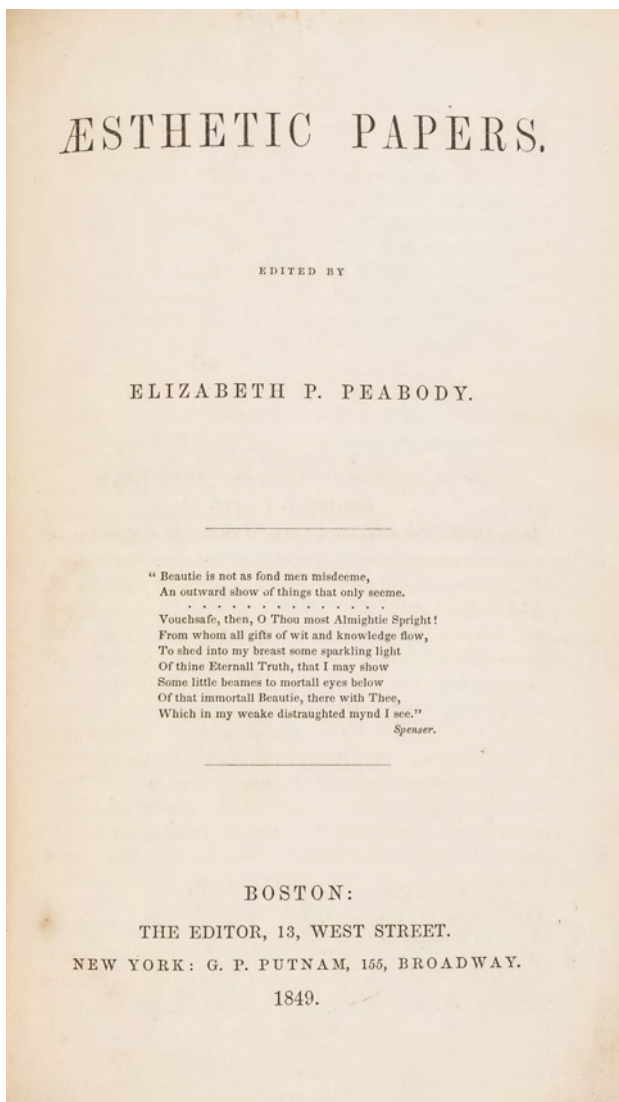 ÆSTHETIC PAPERS.
EDITED BY
ELIZABETH P. PEABODY.
“ Beautie is not as fond men misdeeme,
An outward show of things that only seeme.
. . . . . . . . . . . . . .
Vouchsafe, then, O Thou most Almightie Spright!
From whom all gifts of wit and knowledge flow,
To shed into my breast some sparkling light
Of thine Eternall Truth, that I may show
Some little beames to mortall eyes below
Of that immortall Beautie, there with Thee,
Which in my weake distraughted mynd I see.”
Spenser.
BOSTON:
THE EDITOR, 13, WEST STREET.
NEW YORK: G. P. PUTNAM, 155, BROADWAY.
1849.